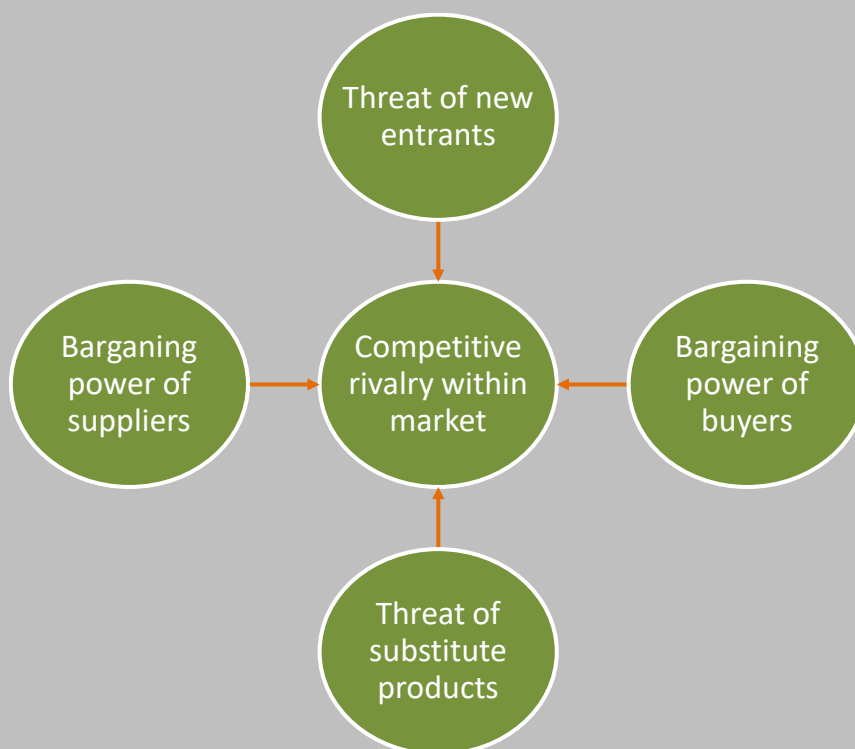 Threat of new
entrants
Barganing
power of
suppliers
Competitive
rivalry within
market
Bargaining
power of
buyers
Threat of
substitute
products